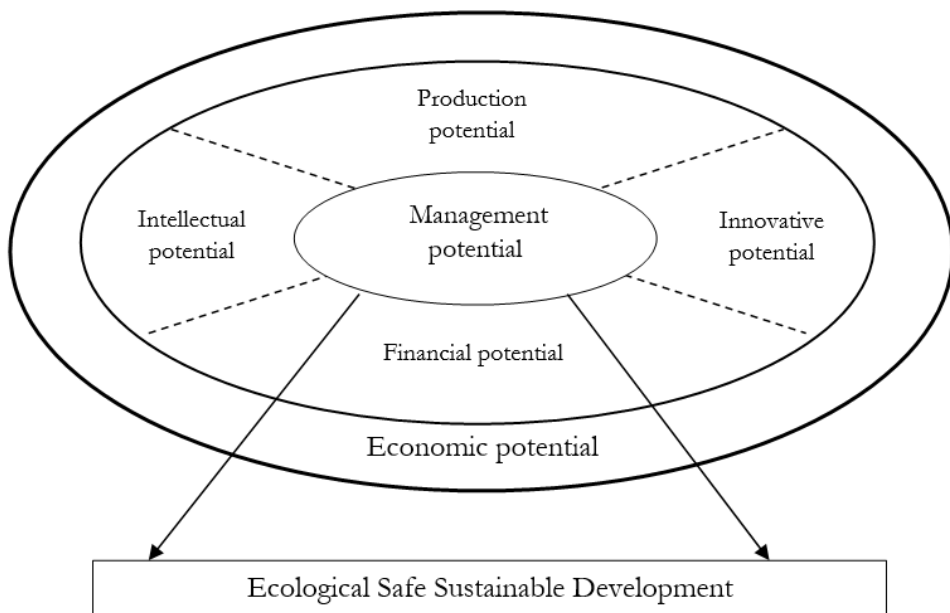 Production
potential
Intellectual
potential
Management
potential
Innovative
potential
Financial potential
Economic potential
Ecological Safe Sustainable Development